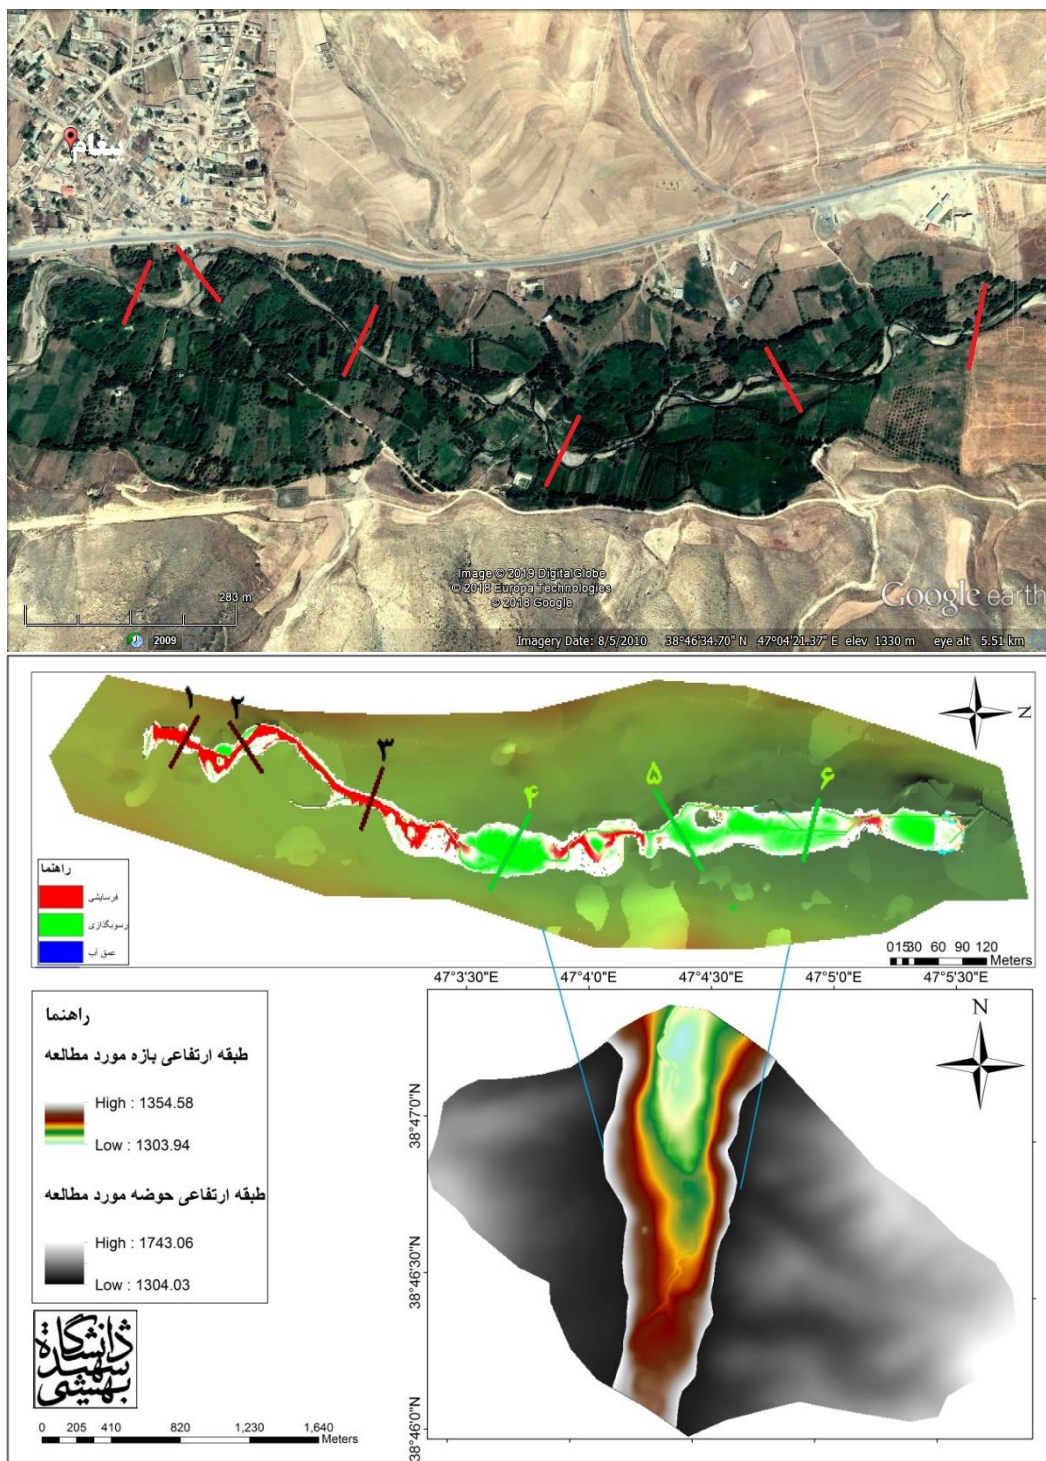 پیغام
Image © 2019 DigitalGlobe
© 2018 Europa Technologies
© 2018 Google
Google earth
283 m
2009
Imagery Date: 8/5/2010 38°46'34.70" N 47°04'21.37" E elev 1330 m eye alt 5.51 km
۱
۲
۳
۴
۵
۶
N
راهنما
فرسایشی
رسوبگذاری
عمق آب
0 15 30 60 90 120
Meters
47°3'30"E 47°4'0"E 47°4'30"E 47°5'0"E 47°5'30"E
38°47'0"N
38°46'30"N
38°46'0"N
N
راهنما
طبقه ارتفاعی بازه مورد مطالعه
High : 1354.58
Low : 1303.94
طبقه ارتفاعی حوضه مورد مطالعه
High : 1743.06
Low : 1304.03
دانشگاه
شهید
بهشتی
0 205 410 820 1,230 1,640
Meters